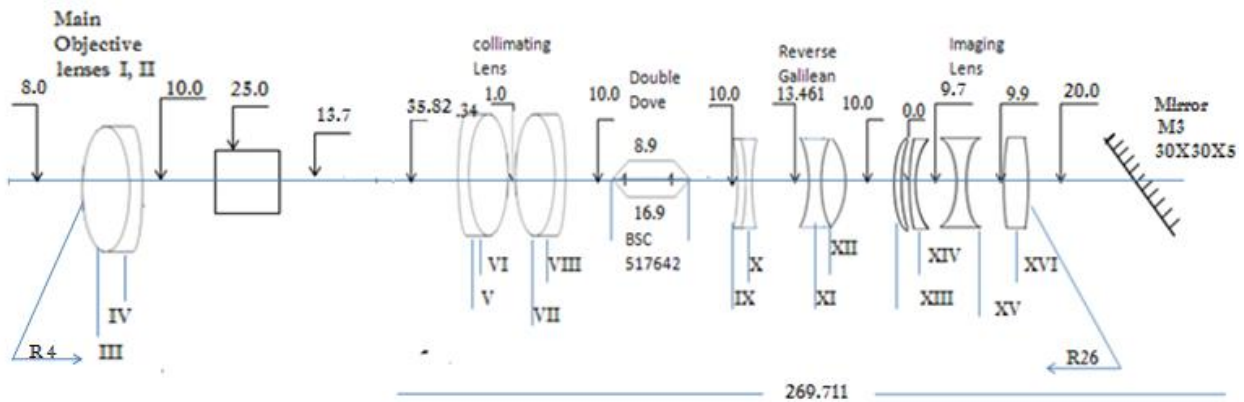 Main
Objective
lenses I, II
8.0
10.0
25.0
13.7
35.82
.34
collimating
Lens
1.0
10.0
Double
Dove
8.9
16.9
BSC
517642
10.0
Reverse
Galilean
13.461
10.0
0.0
Imaging
Lens
9.7
9.9
20.0
Mirror
M3
30X30X5
R4
III
IV
V
VI
VII
VIII
IX
X
XI
XII
XIII
XIV
XV
XVI
R26
269.711